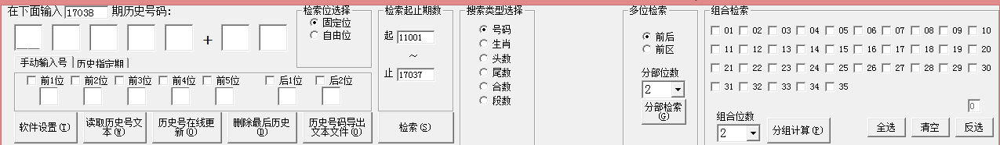 在下面输入 17038 期历史号码:
+
手动输入号 历史指定期
前1位 前2位 前3位 前4位 前5位 后1位 后2位
软件设置(T)
读取历史号文
本(W)
历史号在线更
新(O)
删除最后历史
(D)
历史号码导出
文本文件(U)
检索位选择
固定位
自由位
检索起止期数
起 11001
~
止 17037
检索(S)
搜索类型选择
号码
生肖
头数
尾数
合数
段数
多位检索
前后
前区
分部位数
2
分部检索
(G)
组合检索
01 02 03 04 05 06 07 08 09 10
11 12 13 14 15 16 17 18 19 20
21 22 23 24 25 26 27 28 29 30
31 32 33 34 35
0
组合位数
2
分组计算(P)
全选 清空 反选